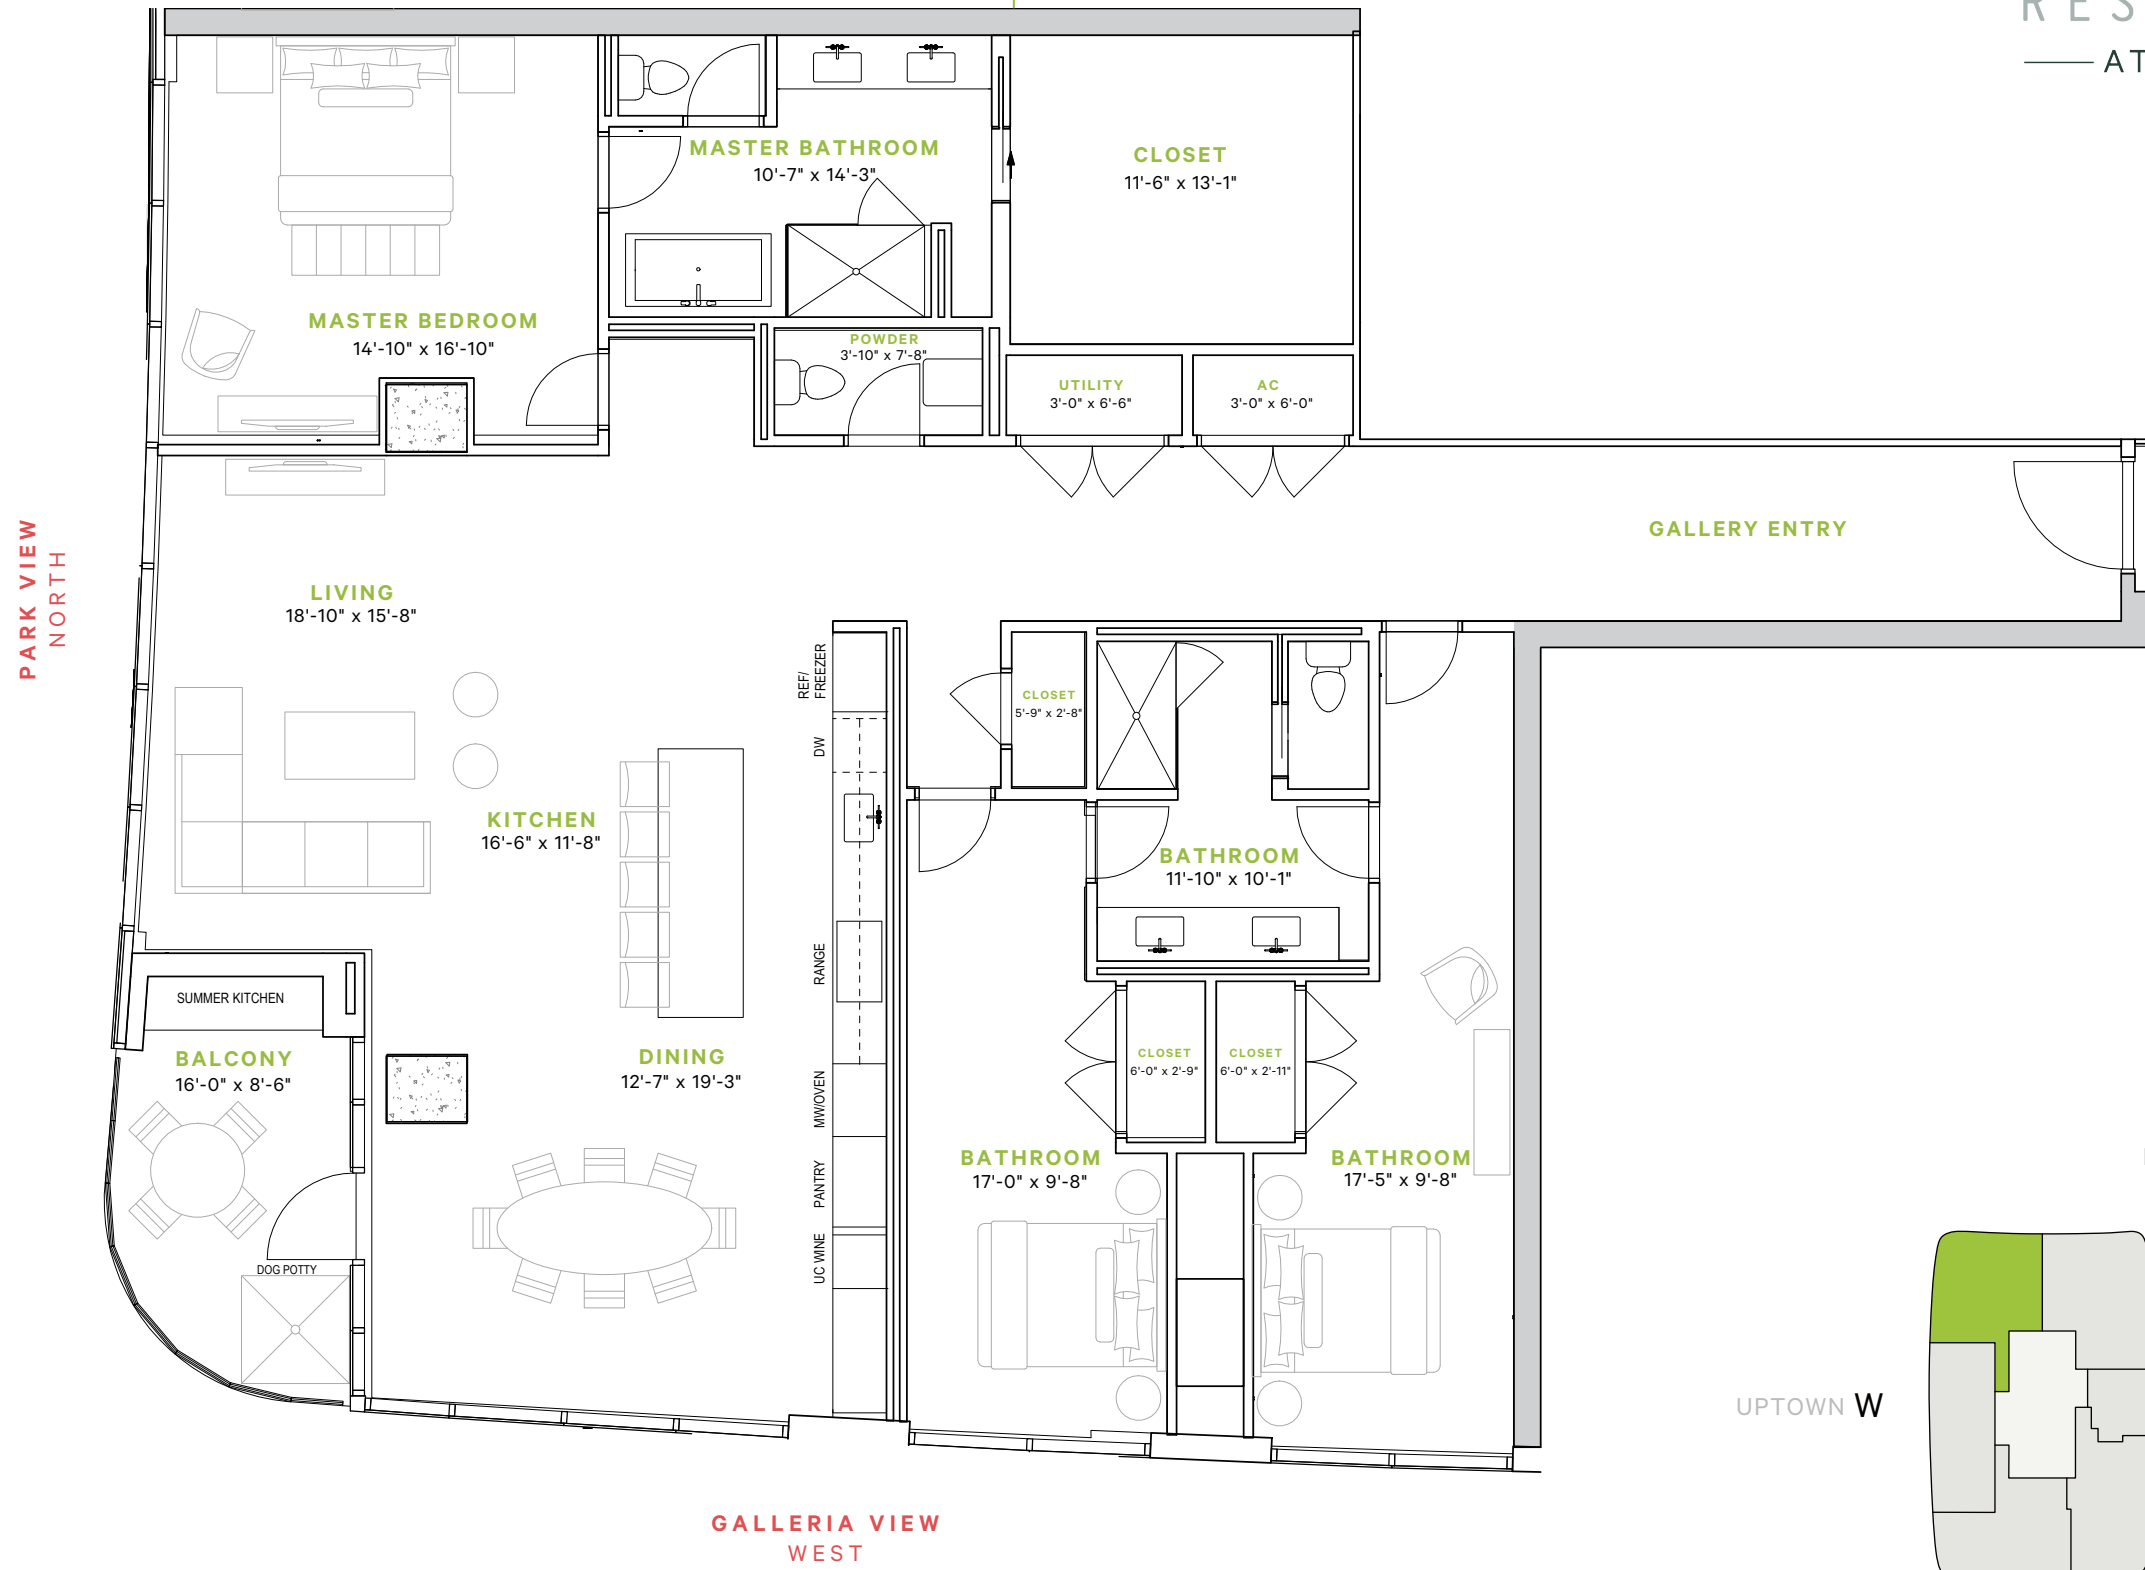 RES
AT
MASTER BATHROOM
10'-7" x 14'-3"
CLOSET
11'-6" x 13'-1"
MASTER BEDROOM
14'-10" x 16'-10"
POWDER
3'-10" x 7'-8"
UTILITY
3'-0" x 6'-6"
AC
3'-0" x 6'-0"
GALLERY ENTRY
PARK VIEW
NORTH
LIVING
18'-10" x 15'-8"
REF/
FREEZER
CLOSET
5'-9" x 2'-8"
DW
KITCHEN
16'-6" x 11'-8"
BATHROOM
11'-10" x 10'-1"
RANGE
SUMMER KITCHEN
BALCONY
16'-0" x 8'-6"
DINING
12'-7" x 19'-3"
CLOSET
6'-0" x 2'-9"
CLOSET
6'-0" x 2'-11"
MW/OVEN
PANTRY
BATHROOM
17'-0" x 9'-8"
BATHROOM
17'-5" x 9'-8"
UC WINE
DOG POTTY
UPTOWN W
GALLERIA VIEW
WEST